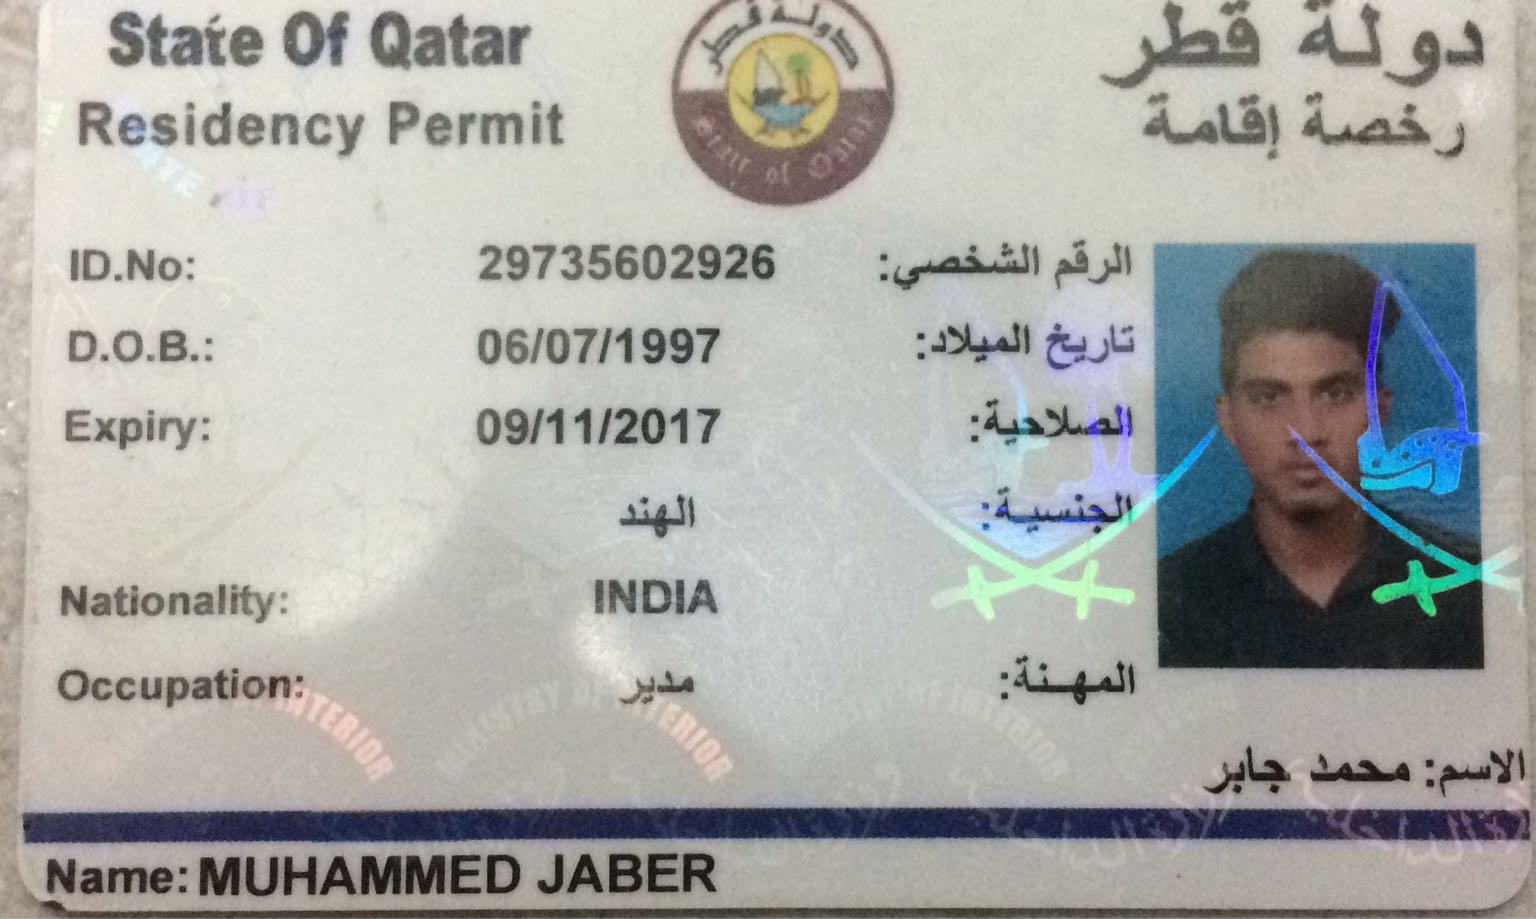 State Of Qatar
دولة قطر
Residency Permit
رخصة إقامة
دولة قطر
State of Qatar
ID.No: 29735602926 الرقم الشخصي:
D.O.B.: 06/07/1997 تاريخ الميلاد:
Expiry: 09/11/2017 الصلاحية:
الهند الجنسية:
Nationality: INDIA
Occupation: مدير المهنة:
INTERIOR
MINISTRY OF INTERIOR
الاسم: محمد جابر
Name: MUHAMMED JABER